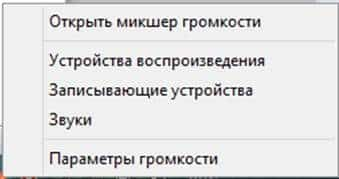 Открыть микшер громкости
Устройства воспроизведения
Записывающие устройства
Звуки
Параметры громкости